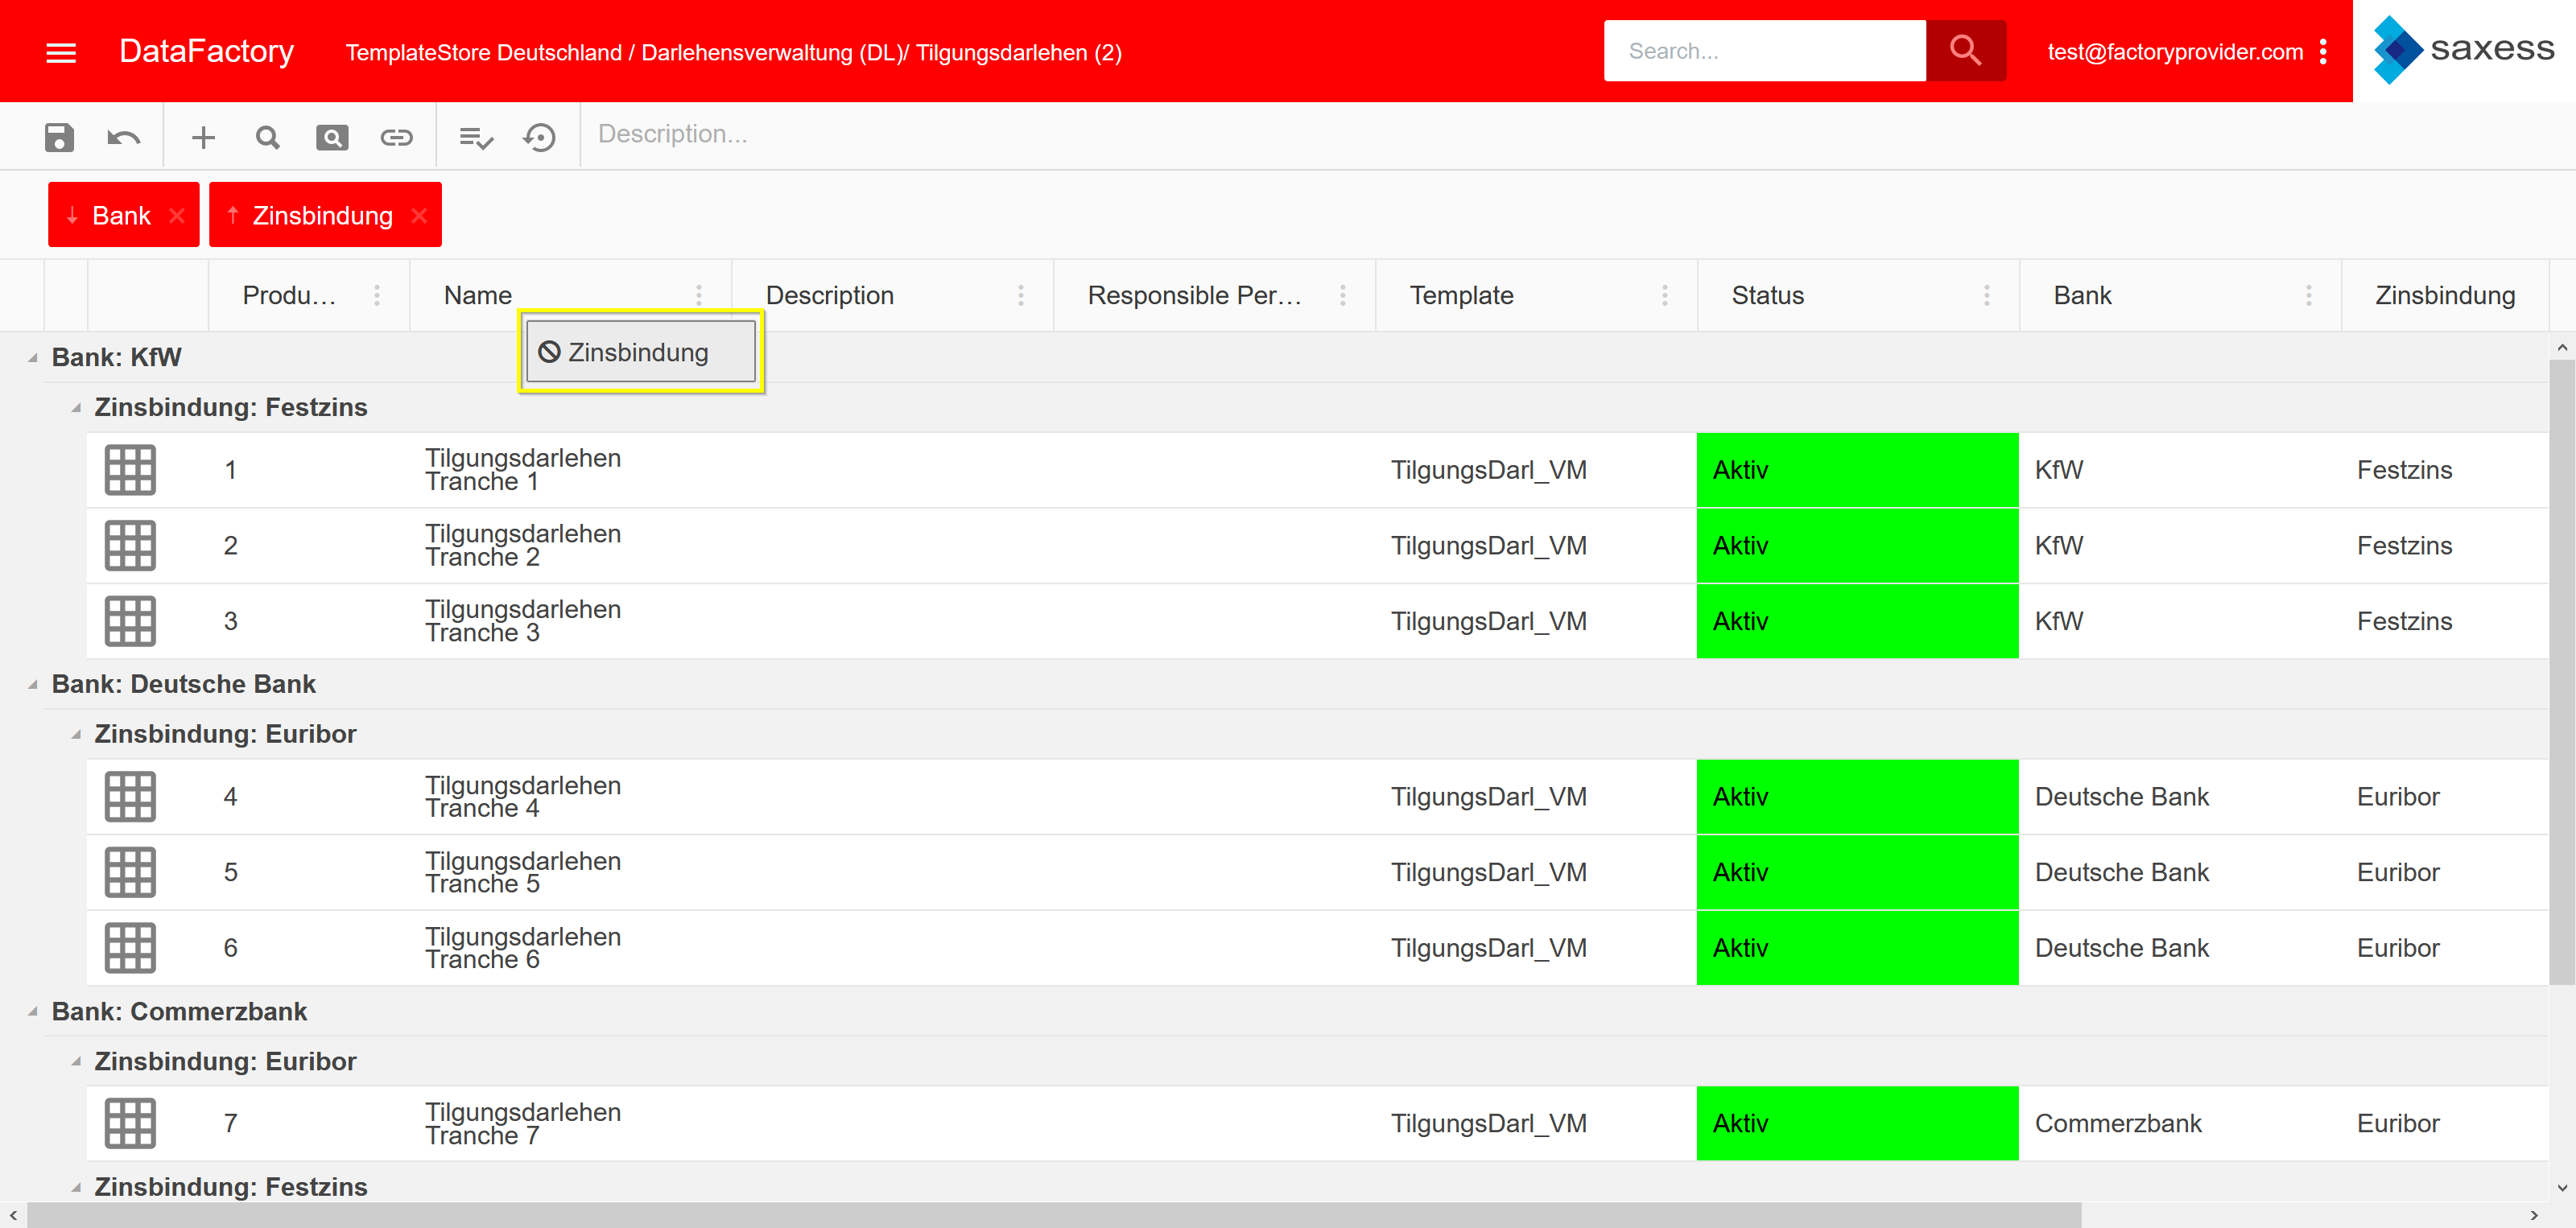 DataFactory
TemplateStore Deutschland / Darlehensverwaltung (DL)/ Tilgungsdarlehen (2)
Search...
test@factoryprovider.com
saxess
Description...
Bank
Zinsbindung
Produ...
Name
Description
Responsible Per...
Template
Status
Bank
Zinsbindung
Zinsbindung
Bank: KfW
Zinsbindung: Festzins
1
Tilgungsdarlehen
Tranche 1
TilgungsDarl_VM
Aktiv
KfW
Festzins
2
Tilgungsdarlehen
Tranche 2
TilgungsDarl_VM
Aktiv
KfW
Festzins
3
Tilgungsdarlehen
Tranche 3
TilgungsDarl_VM
Aktiv
KfW
Festzins
Bank: Deutsche Bank
Zinsbindung: Euribor
4
Tilgungsdarlehen
Tranche 4
TilgungsDarl_VM
Aktiv
Deutsche Bank
Euribor
5
Tilgungsdarlehen
Tranche 5
TilgungsDarl_VM
Aktiv
Deutsche Bank
Euribor
6
Tilgungsdarlehen
Tranche 6
TilgungsDarl_VM
Aktiv
Deutsche Bank
Euribor
Bank: Commerzbank
Zinsbindung: Euribor
7
Tilgungsdarlehen
Tranche 7
TilgungsDarl_VM
Aktiv
Commerzbank
Euribor
Zinsbindung: Festzins